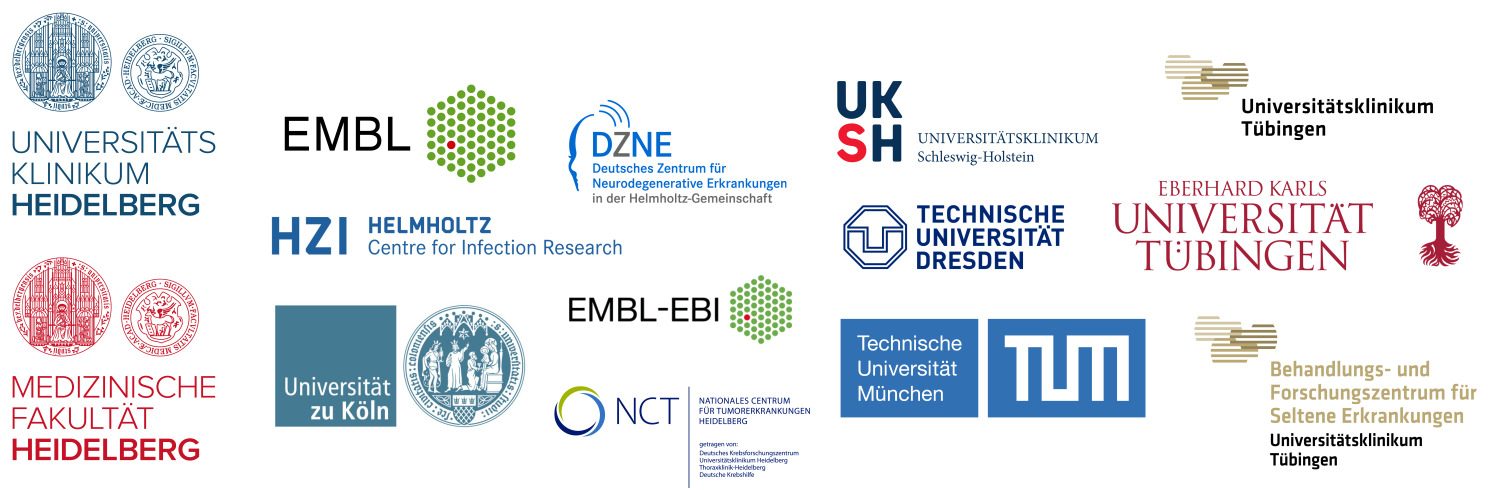 UNIVERSITÄTS
KLINIKUM
HEIDELBERG
MEDIZINISCHE
FAKULTÄT
HEIDELBERG
EMBL
DZNE
Deutsches Zentrum für
Neurodegenerative Erkrankungen
in der Helmholtz-Gemeinschaft
HZI
HELMHOLTZ
Centre for Infection Research
Universität
zu Köln
EMBL-EBI
NCT
NATIONALES CENTRUM
FÜR TUMORERKRANKUNGEN
HEIDELBERG
getragen von:
Deutsches Krebsforschungszentrum
Universitätsklinikum Heidelberg
Thoraxklinik-Heidelberg
Deutsche Krebshilfe
UK
SH
UNIVERSITÄTSKLINIKUM
Schleswig-Holstein
TECHNISCHE
UNIVERSITÄT
DRESDEN
Technische
Universität
München
TUM
Universitätsklinikum
Tübingen
EBERHARD KARLS
UNIVERSITÄT
TÜBINGEN
Behandlungs- und
Forschungszentrum für
Seltene Erkrankungen
Universitätsklinikum
Tübingen